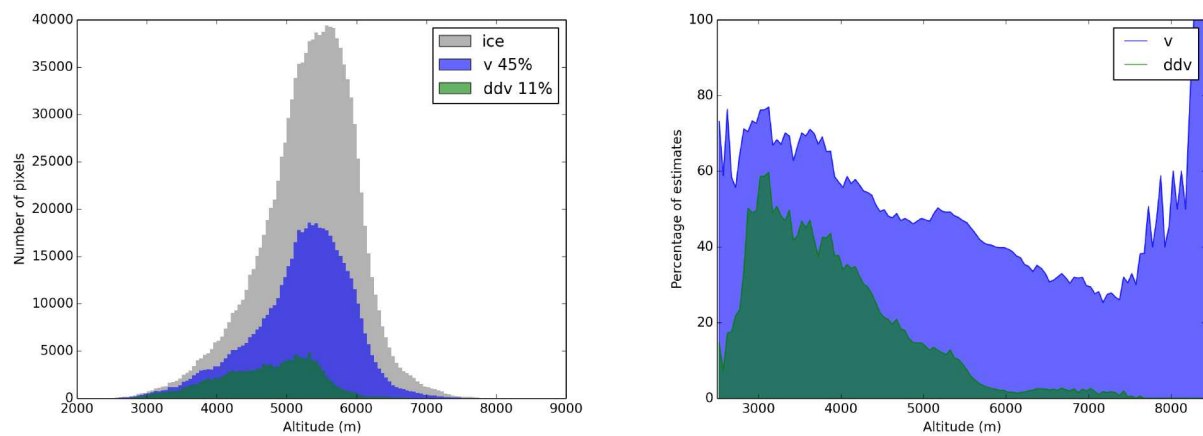 40000
35000
30000
25000
20000
15000
10000
5000
0
Number of pixels
2000 3000 4000 5000 6000 7000 8000 9000
Altitude (m)
ice
v 45%
ddv 11%
100
80
60
40
20
0
Percentage of estimates
3000 4000 5000 6000 7000 8000
Altitude (m)
v
ddv